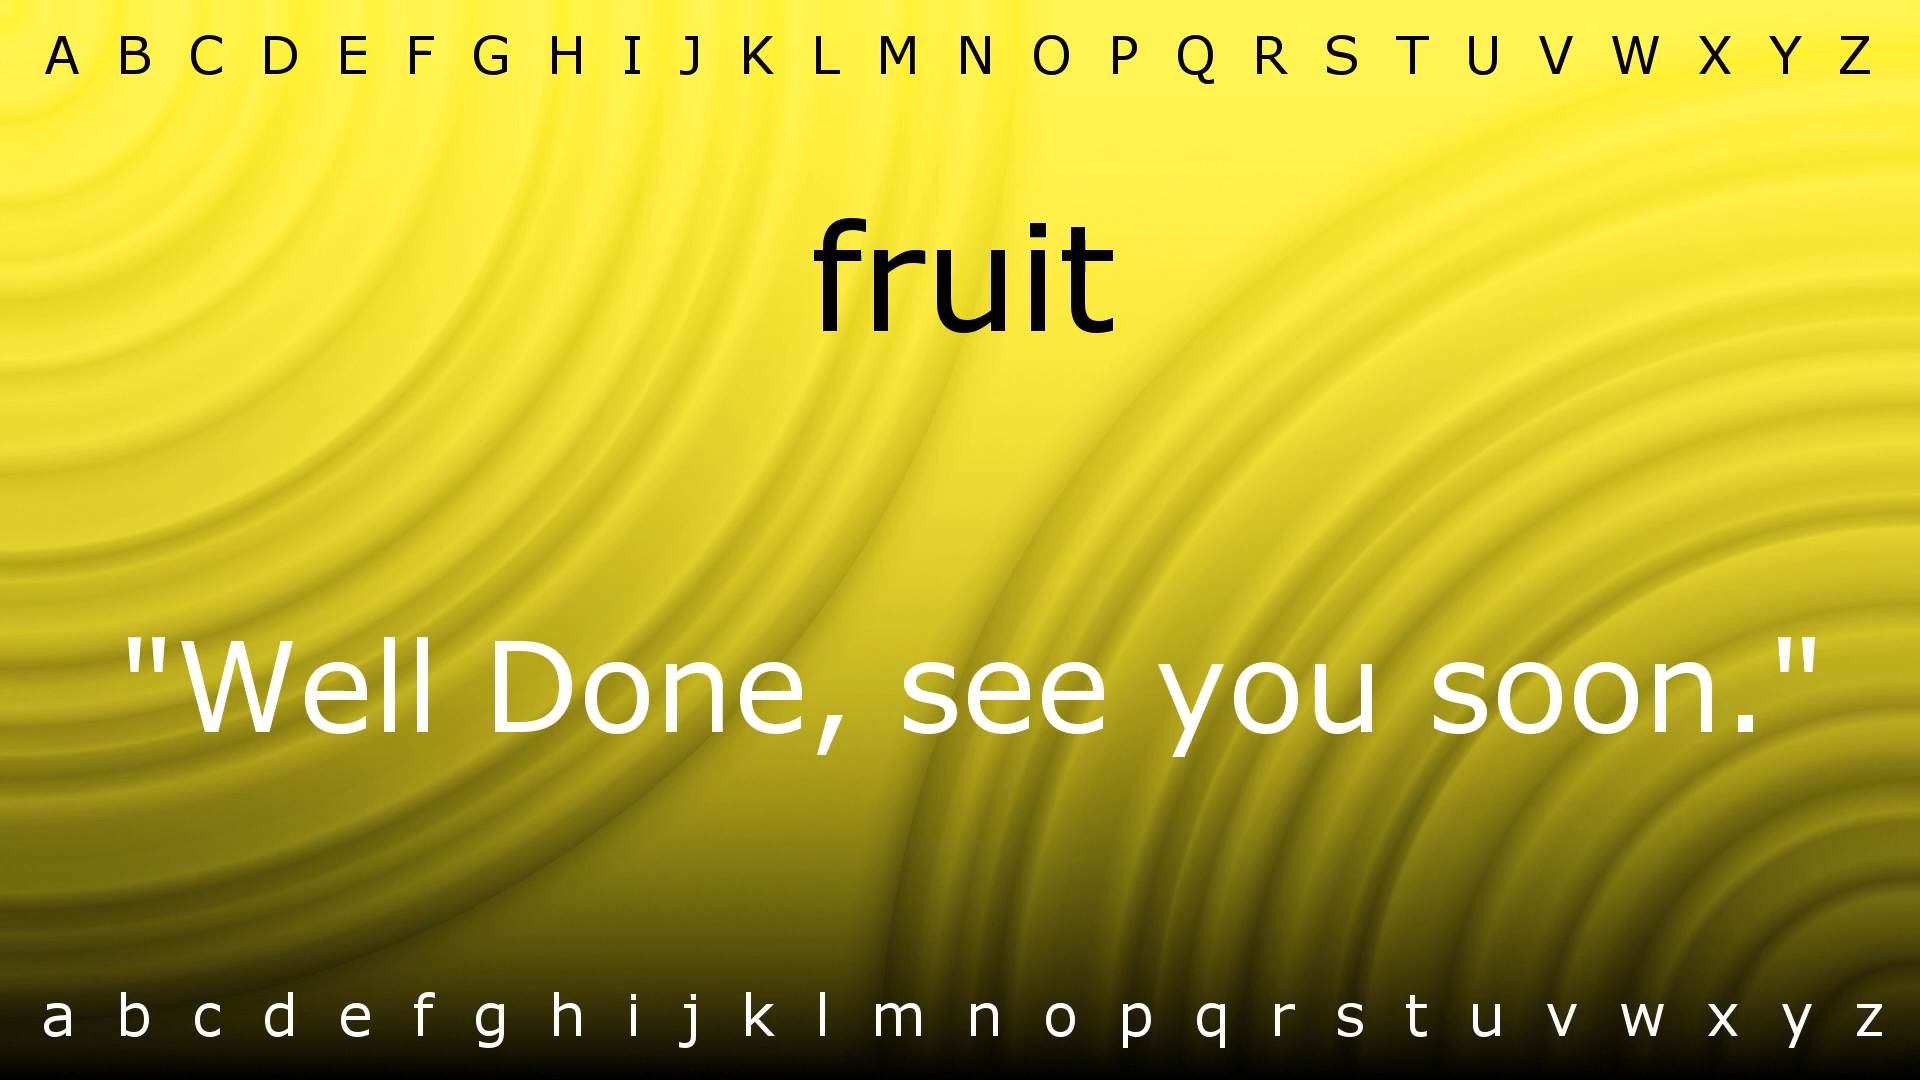 A B C D E F G H I J K L M N O P Q R S T U V W X Y Z
fruit
"Well Done, see you soon."
a b c d e f g h i j k l m n o p q r s t u v w x y z